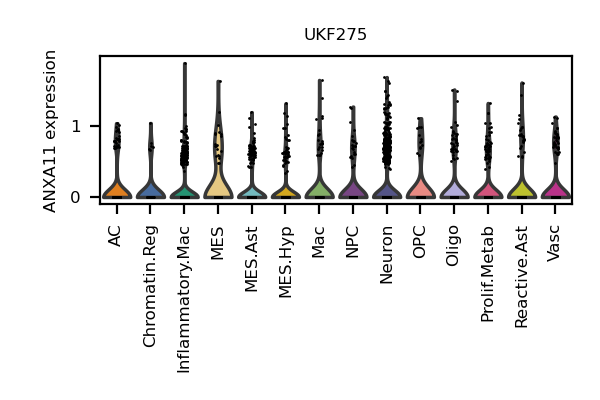 UKF275
ANXA11 expression
1
0
AC
Chromatin.Reg
Inflammatory.Mac
MES
MES.Ast
MES.Hyp
Mac
NPC
Neuron
OPC
Oligo
Prolif.Metab
Reactive.Ast
Vasc